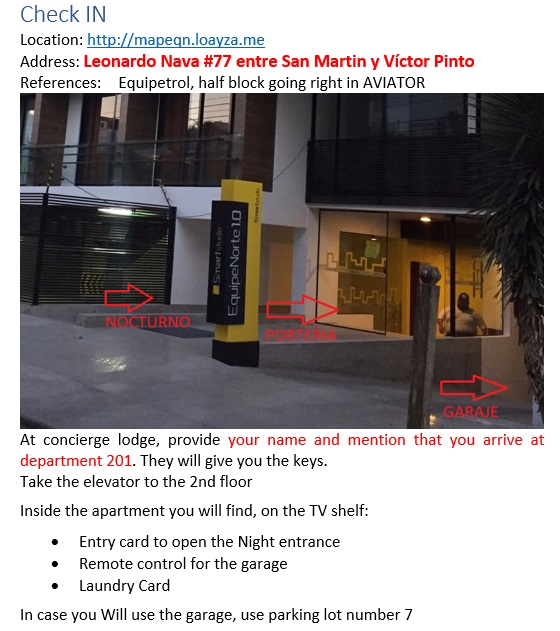 Check IN
Location: http://mapeqn.loayza.me
Address: Leonardo Nava #77 entre San Martin y Víctor Pinto
References: Equipetrol, half block going right in AVIATOR
Smartstudio
EquipeNorte1.0
Smartstudio
NOCTURNO
PORTERIA
GARAJE
At concierge lodge, provide your name and mention that you arrive at
department 201. They will give you the keys.
Take the elevator to the 2nd floor
Inside the apartment you will find, on the TV shelf:
• Entry card to open the Night entrance
• Remote control for the garage
• Laundry Card
In case you Will use the garage, use parking lot number 7